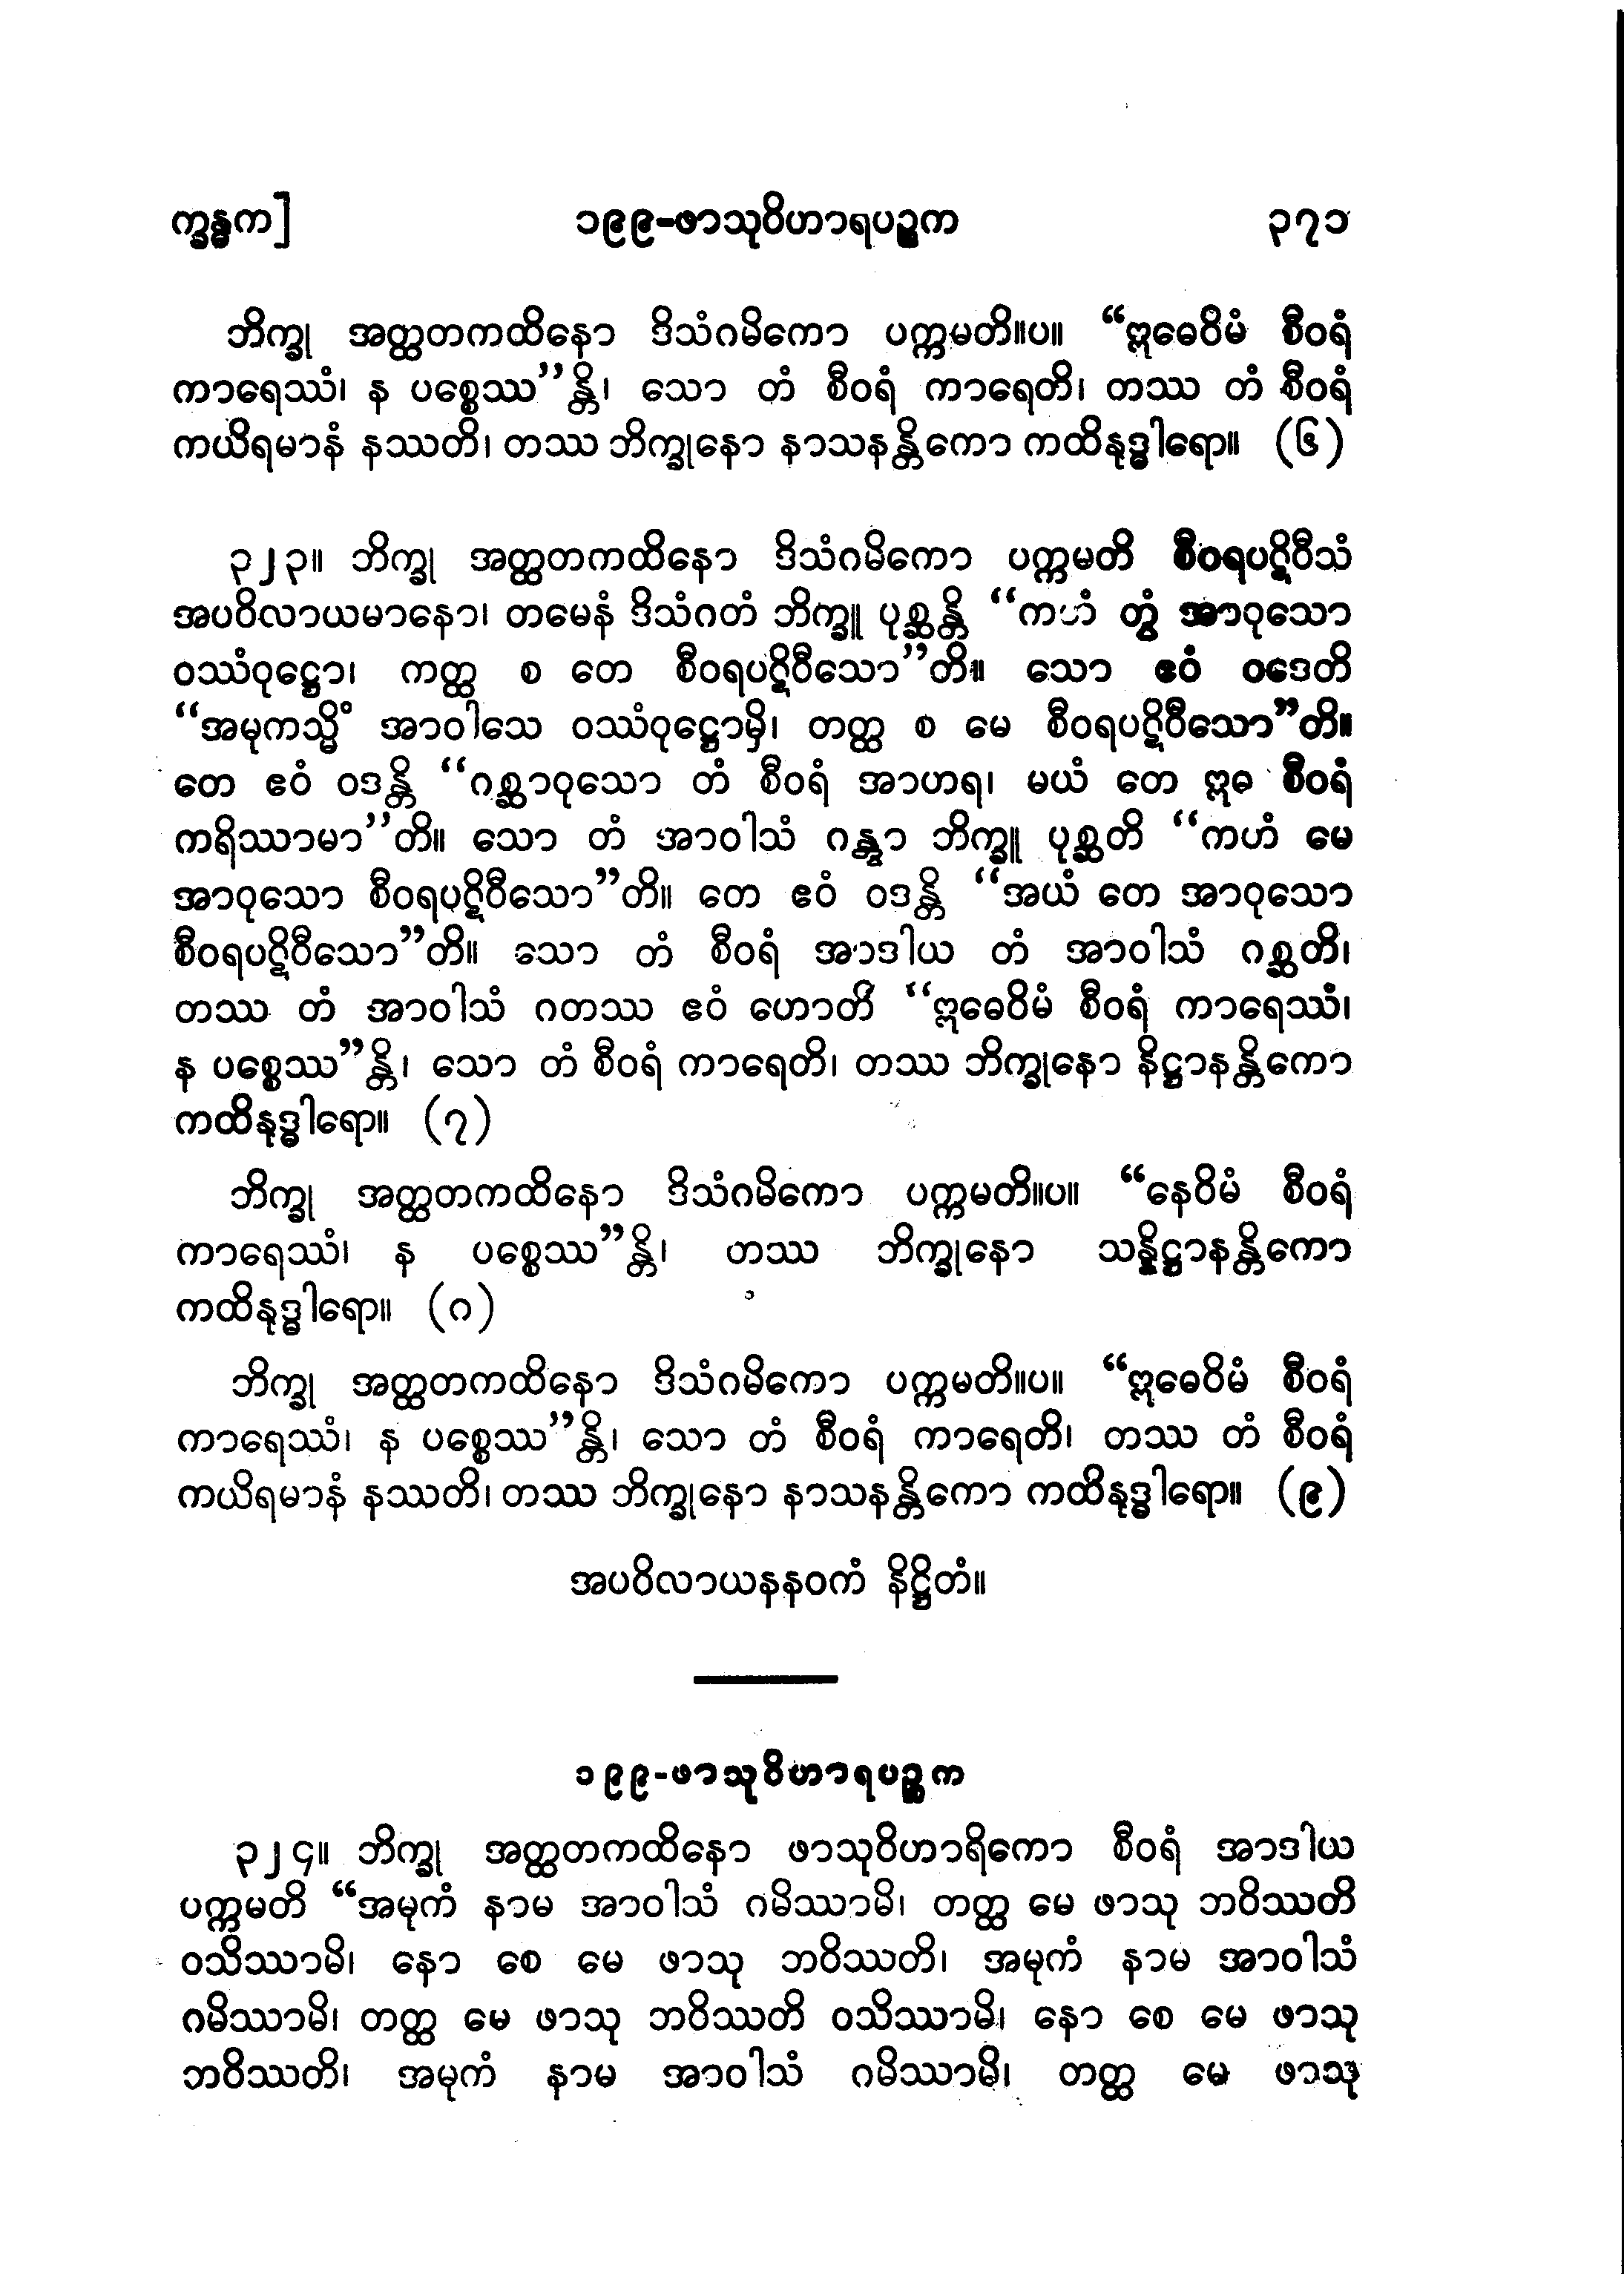 က္ခန္ဓက]
၁၉၉-ဖာသုဝိဟာရပဉ္စက
၃၇၁
ဘိက္ခု အတ္ထတကထိနော ဒိသံဂမိကော ပက္ကမတိ။ပ။ “ဣဓေဝိမံ စီဝရံ
ကာရေဿံ၊ န ပစ္စေဿ”န္တိ၊ သော တံ စီဝရံ ကာရေတိ၊ တဿ တံ စီဝရံ
ကယိရမာနံ နဿတိ၊ တဿ ဘိက္ခုနော နာသနန္တိကော ကထိနုဒ္ဓါရော။ (၆)
၃၂၃။ ဘိက္ခု အတ္ထတကထိနော ဒိသံဂမိကော ပက္ကမတိ စီဝရပဋိဝီသံ
အပဝိလာယမာနော၊ တမေနံ ဒိသံဂတံ ဘိက္ခူ ပုစ္ဆန္တိ “ကဟံ တွံ အာဝုသော
ဝဿံဝုဋ္ဌော၊ ကတ္ထ စ တေ စီဝရပဋိဝီသော”တိ။ သော ဧဝံ ဝဒေတိ
“အမုကသ္မိံ အာဝါသေ ဝဿံဝုဋ္ဌောမှိ၊ တတ္ထ စ မေ စီဝရပဋိဝီသော”တိ။
တေ ဧဝံ ဝဒန္တိ “ဂစ္ဆာဝုသော တံ စီဝရံ အာဟရ၊ မယံ တေ ဣဓ စီဝရံ
ကရိဿာမာ”တိ။ သော တံ အာဝါသံ ဂန္တွာ ဘိက္ခူ ပုစ္ဆတိ “ကဟံ မေ
အာဝုသော စီဝရပဋိဝီသော”တိ။ တေ ဧဝံ ဝဒန္တိ “အယံ တေ အာဝုသော
စီဝရပဋိဝီသော”တိ။ သော တံ စီဝရံ အာဒါယ တံ အာဝါသံ ဂစ္ဆတိ၊
တဿ တံ အာဝါသံ ဂတဿ ဧဝံ ဟောတိ “ဣဓေဝိမံ စီဝရံ ကာရေဿံ၊
န ပစ္စေဿ”န္တိ၊ သော တံ စီဝရံ ကာရေတိ၊ တဿ ဘိက္ခုနော နိဋ္ဌာနန္တိကော
ကထိနုဒ္ဓါရော။ (၇)
ဘိက္ခု အတ္ထတကထိနော ဒိသံဂမိကော ပက္ကမတိ။ပ။ “နေဝိမံ စီဝရံ
ကာရေဿံ၊ န ပစ္စေဿ”န္တိ၊ တဿ ဘိက္ခုနော သန္နိဋ္ဌာနန္တိကော
ကထိနုဒ္ဓါရော။ (၈)
ဘိက္ခု အတ္ထတကထိနော ဒိသံဂမိကော ပက္ကမတိ။ပ။ “ဣဓေဝိမံ စီဝရံ
ကာရေဿံ၊ န ပစ္စေဿ”န္တိ၊ သော တံ စီဝရံ ကာရေတိ၊ တဿ တံ စီဝရံ
ကယိရမာနံ နဿတိ၊ တဿ ဘိက္ခုနော နာသနန္တိကော ကထိနုဒ္ဓါရော။ (၉)
အပဝိလာယနနဝကံ နိဋ္ဌိတံ။
၁၉၉-ဖာသုဝိဟာရပဉ္စက
၃၂၄။ ဘိက္ခု အတ္ထတကထိနော ဖာသုဝိဟာရိကော စီဝရံ အာဒါယ
ပက္ကမတိ “အမုကံ နာမ အာဝါသံ ဂမိဿာမိ၊ တတ္ထ မေ ဖာသု ဘဝိဿတိ
ဝသိဿာမိ၊ နော စေ မေ ဖာသု ဘဝိဿတိ၊ အမုကံ နာမ အာဝါသံ
ဂမိဿာမိ၊ တတ္ထ မေ ဖာသု ဘဝိဿတိ ဝသိဿာမိ၊ နော စေ မေ ဖာသု
ဘဝိဿတိ၊ အမုကံ နာမ အာဝါသံ ဂမိဿာမိ၊ တတ္ထ မေ ဖာသု